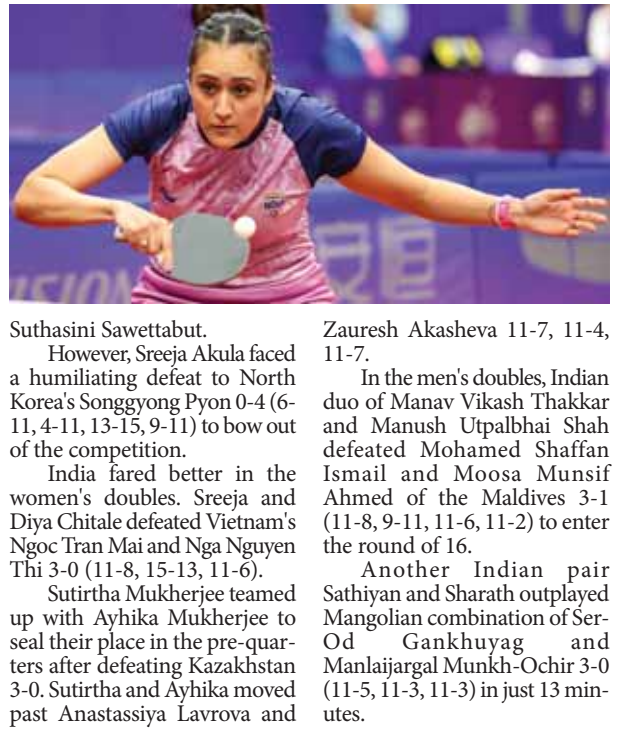 Suthasini Sawettabut.
However, Sreeja Akula faced
a humiliating defeat to North
Korea's Songgyong Pyon 0-4 (6-
11, 4-11, 13-15, 9-11) to bow out
of the competition.
India fared better in the
women's doubles. Sreeja and
Diya Chitale defeated Vietnam's
Ngoc Tran Mai and Nga Nguyen
Thi 3-0 (11-8, 15-13, 11-6).
Sutirtha Mukherjee teamed
up with Ayhika Mukherjee to
seal their place in the pre-quar-
ters after defeating Kazakhstan
3-0. Sutirtha and Ayhika moved
past Anastassiya Lavrova and
Zauresh Akasheva 11-7, 11-4,
11-7.
In the men's doubles, Indian
duo of Manav Vikash Thakkar
and Manush Utpalbhai Shah
defeated Mohamed Shaffan
Ismail and Moosa Munsif
Ahmed of the Maldives 3-1
(11-8, 9-11, 11-6, 11-2) to enter
the round of 16.
Another Indian pair
Sathiyan and Sharath outplayed
Mangolian combination of Ser-
Od Gankhuyag and
Manlaijargal Munkh-Ochir 3-0
(11-5, 11-3, 11-3) in just 13 min-
utes.